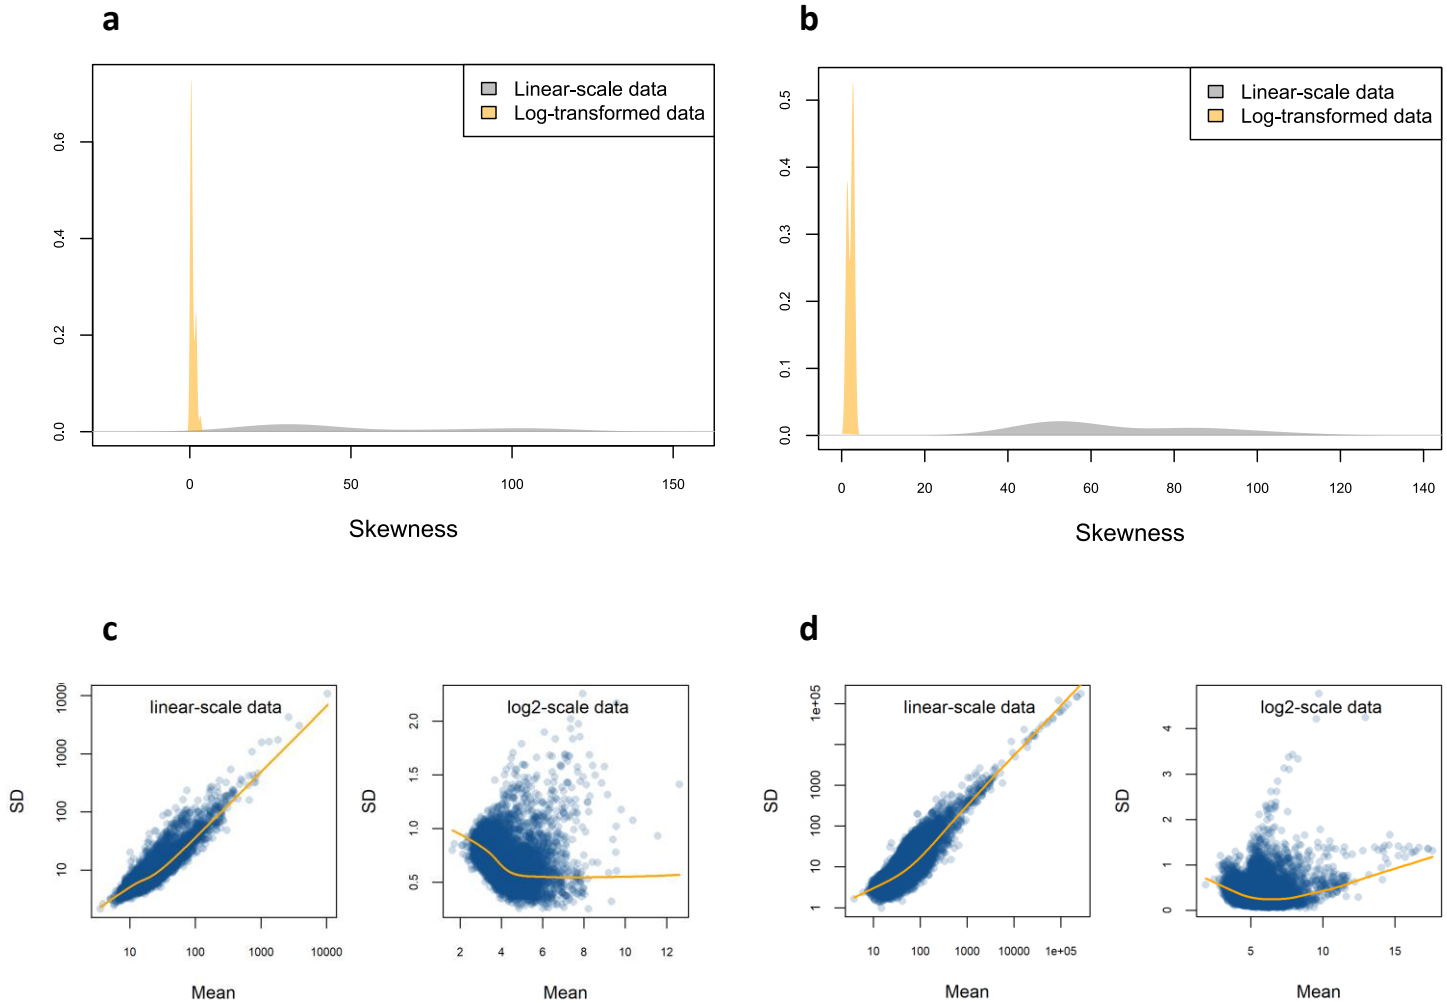 a
Linear-scale data
Log-transformed data
0.0
0.2
0.4
0.6
0
50
100
150
Skewness
b
Linear-scale data
Log-transformed data
0.0
0.1
0.2
0.3
0.4
0.5
0
20
40
60
80
100
120
140
Skewness
c
linear-scale data
SD
10
100
1000
10
100
1000
10000
Mean
log2-scale data
SD
0.5
1.0
1.5
2.0
2
4
6
8
10
12
Mean
d
linear-scale data
SD
1
10
100
1000
1e+05
10
100
1000
10000
1e+05
Mean
log2-scale data
SD
0
1
2
3
4
5
10
15
Mean